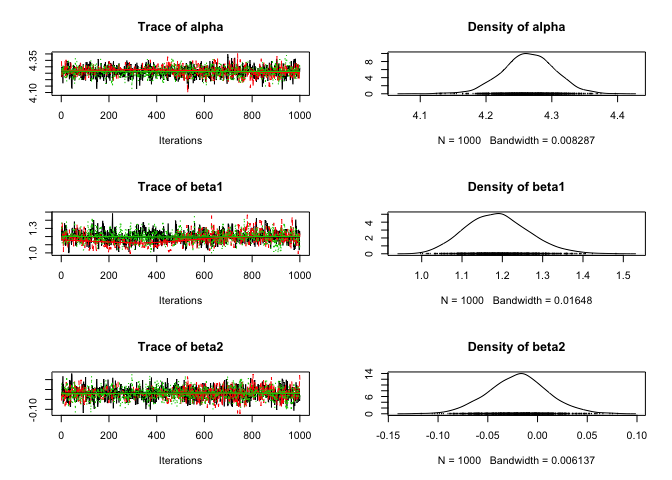 Trace of alpha
4.10 4.35
0 200 400 600 800 1000
Iterations
Density of alpha
0 4 8
4.1 4.2 4.3 4.4
N = 1000 Bandwidth = 0.008287
Trace of beta1
1.0 1.3
0 200 400 600 800 1000
Iterations
Density of beta1
0 2 4
1.0 1.1 1.2 1.3 1.4 1.5
N = 1000 Bandwidth = 0.01648
Trace of beta2
-0.10
0 200 400 600 800 1000
Iterations
Density of beta2
0 4 8 14
-0.15 -0.10 -0.05 0.00 0.05 0.10
N = 1000 Bandwidth = 0.006137